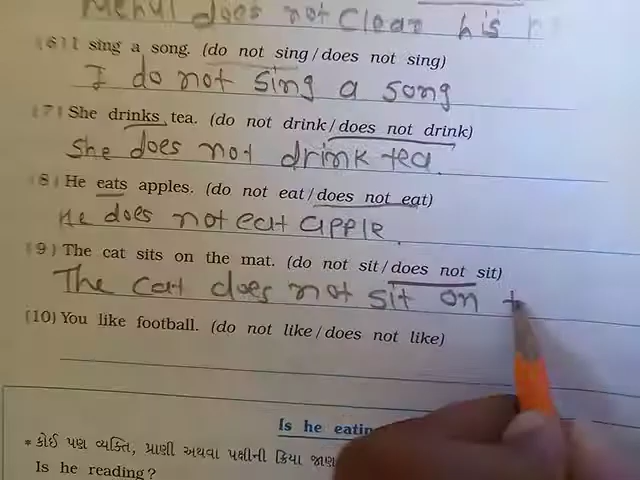 does not clean his
(6) I sing a song. (do not sing/does not sing)
I do not sing a song
(7) She drinks tea. (do not drink/does not drink)
She does not drink tea.
(8) He eats apples. (do not eat/does not eat)
He does not eat apple.
(9) The cat sits on the mat. (do not sit/does not sit)
The cat does not sit on t
(10) You like football. (do not like/does not like)
Is he eatin
* કોઈ પણ વ્યક્તિ, પ્રાણી અથવા પક્ષીની ક્રિયા જાણ
Is he reading?